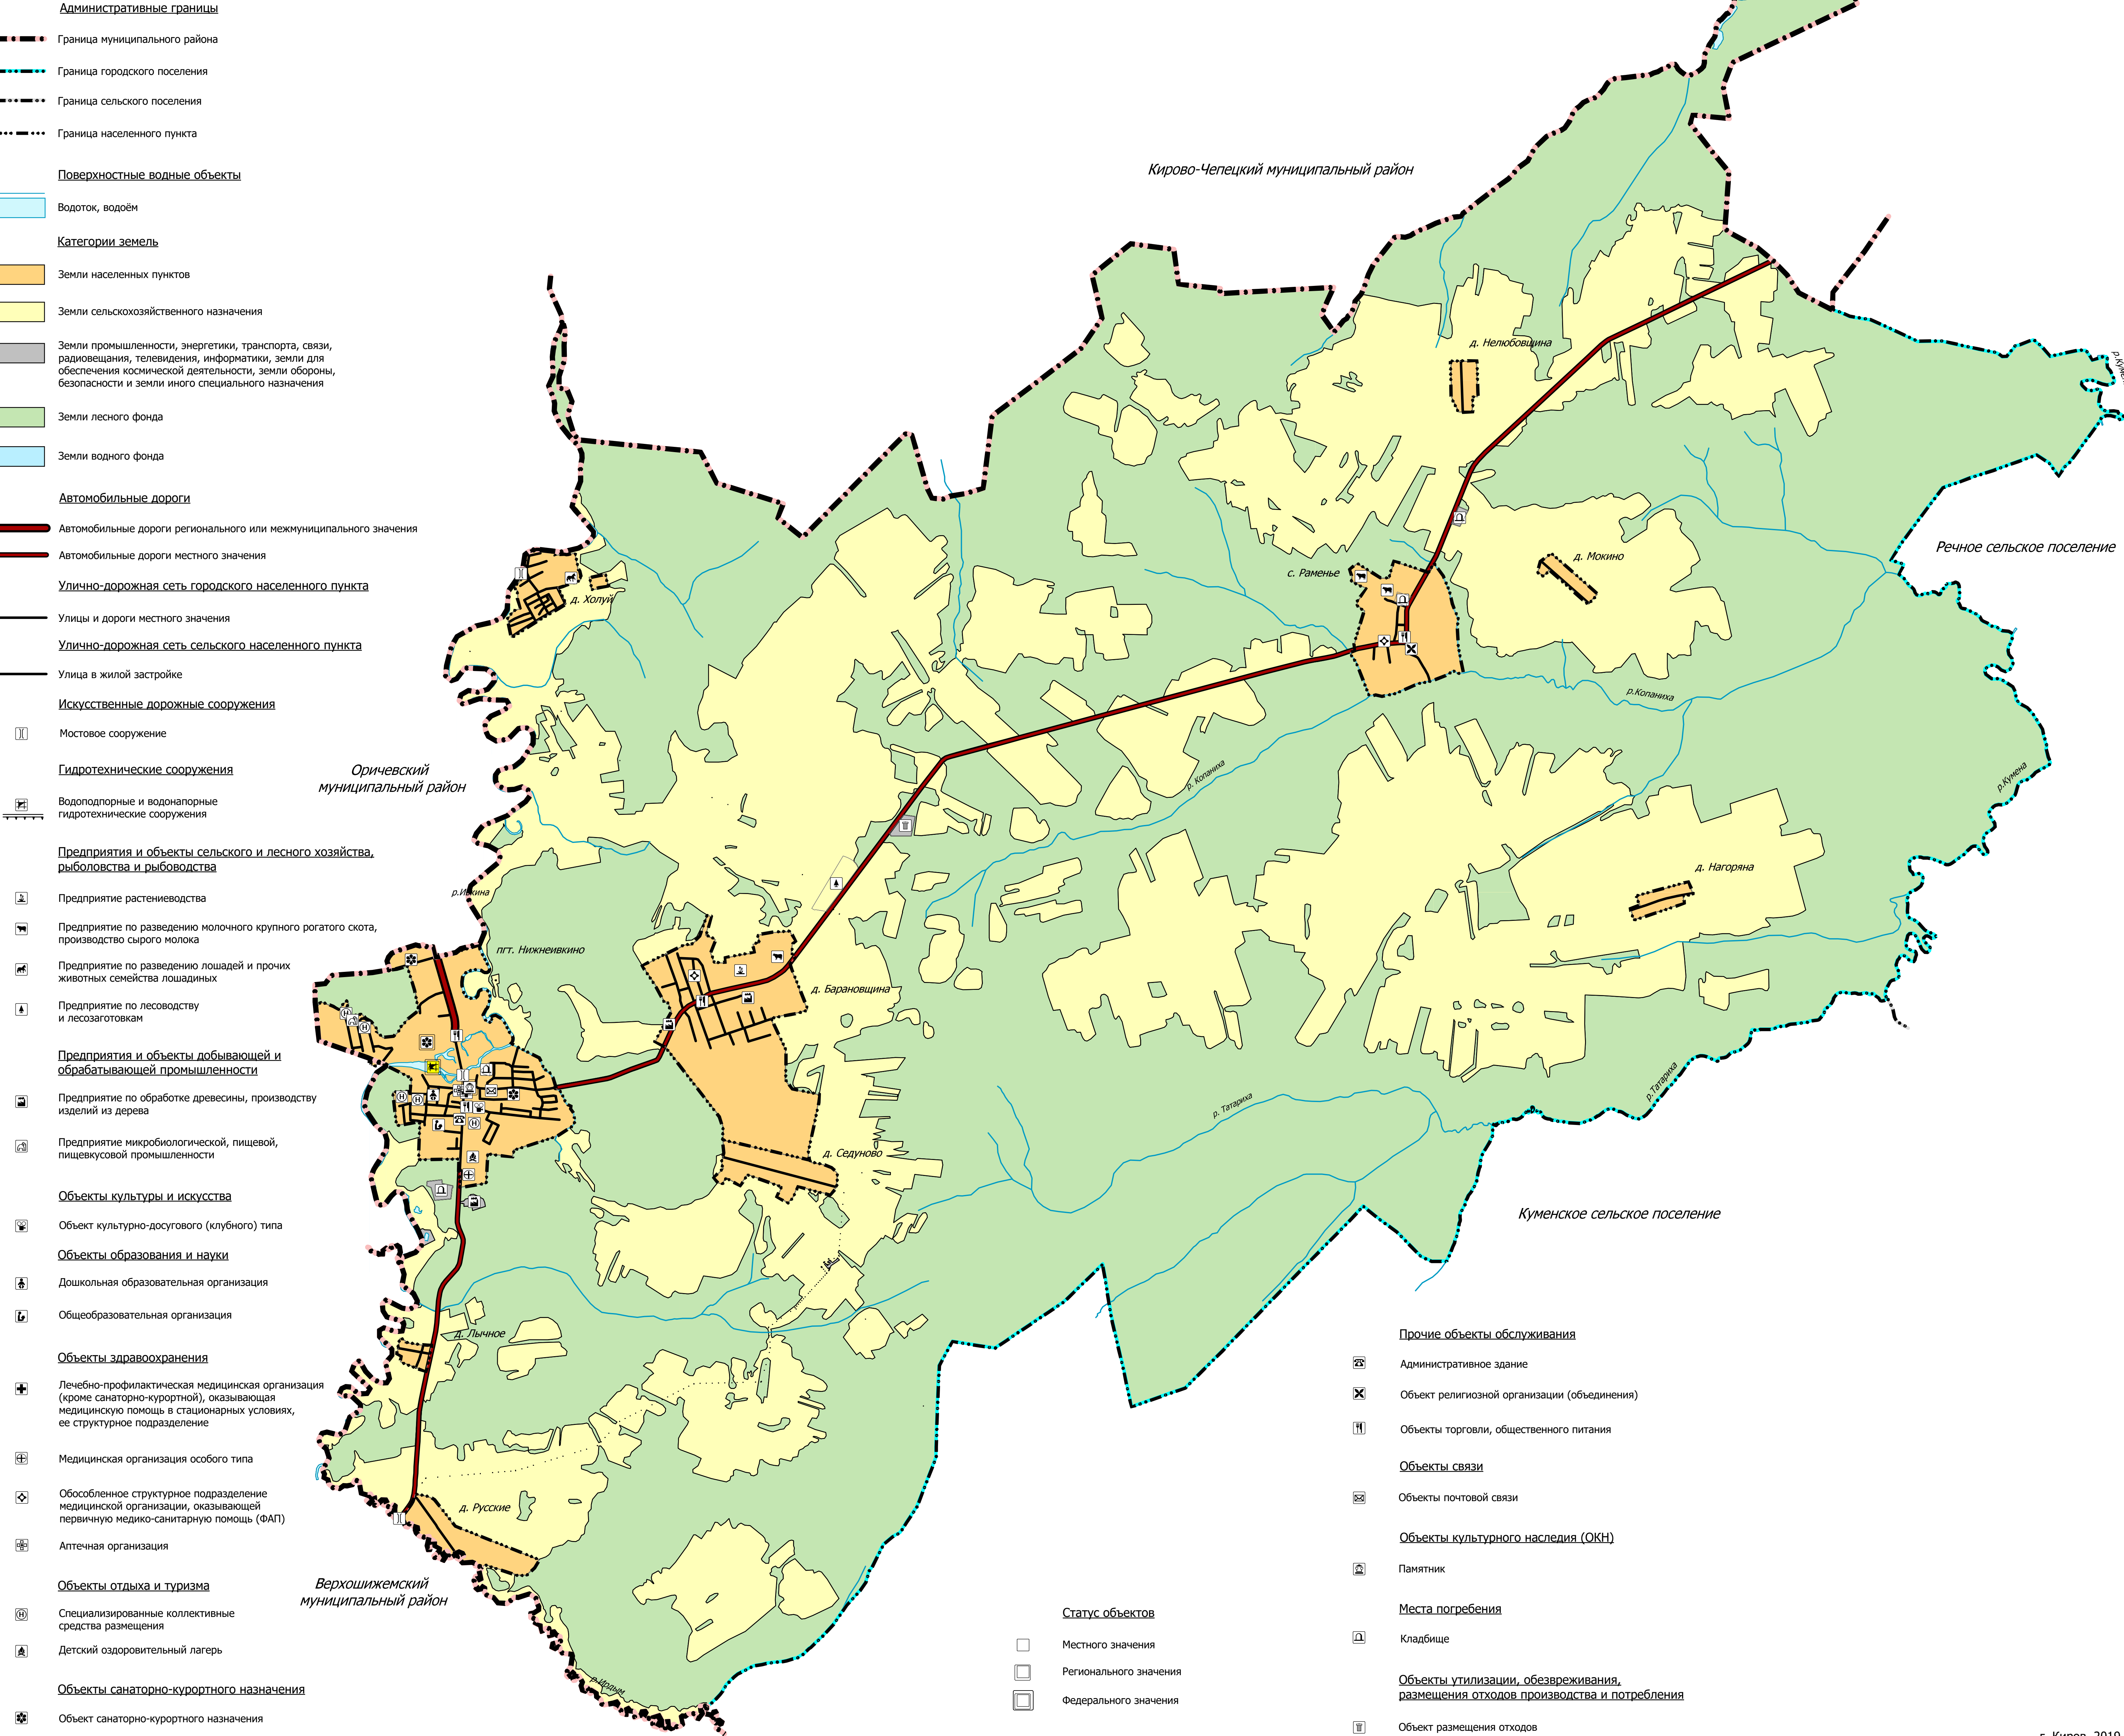 Административные границы
Граница муниципального района
Граница городского поселения
Граница сельского поселения
Граница населенного пункта
Поверхностные водные объекты
Водоток, водоём
Категории земель
Земли населенных пунктов
Земли сельскохозяйственного назначения
Земли промышленности, энергетики, транспорта, связи,
радиовещания, телевидения, информатики, земли для
обеспечения космической деятельности, земли обороны,
безопасности и земли иного специального назначения
Земли лесного фонда
Земли водного фонда
Автомобильные дороги
Автомобильные дороги регионального или межмуниципального значения
Автомобильные дороги местного значения
Улично-дорожная сеть городского населенного пункта
Улицы и дороги местного значения
Улично-дорожная сеть сельского населенного пункта
Улица в жилой застройке
Искусственные дорожные сооружения
Мостовое сооружение
Гидротехнические сооружения
Водоподпорные и водонапорные
гидротехнические сооружения
Предприятия и объекты сельского и лесного хозяйства,
рыболовства и рыбоводства
Предприятие растениеводства
Предприятие по разведению молочного крупного рогатого скота,
производство сырого молока
Предприятие по разведению лошадей и прочих
животных семейства лошадиных
Предприятие по лесоводству
и лесозаготовкам
Предприятия и объекты добывающей и
обрабатывающей промышленности
Предприятие по обработке древесины, производству
изделий из дерева
Предприятие микробиологической, пищевой,
пищевкусовой промышленности
Объекты культуры и искусства
Объект культурно-досугового (клубного) типа
Объекты образования и науки
Дошкольная образовательная организация
Общеобразовательная организация
Объекты здравоохранения
Лечебно-профилактическая медицинская организация
(кроме санаторно-курортной), оказывающая
медицинскую помощь в стационарных условиях,
ее структурное подразделение
Медицинская организация особого типа
Обособленное структурное подразделение
медицинской организации, оказывающей
первичную медико-санитарную помощь (ФАП)
Аптечная организация
Объекты отдыха и туризма
Специализированные коллективные
средства размещения
Детский оздоровительный лагерь
Объекты санаторно-курортного назначения
Объект санаторно-курортного назначения
Кирово-Чепецкий муниципальный район
д. Нелюбовщина
р.Кумена
Речное сельское поселение
д. Мокино
с. Раменье
д. Холуй
р.Копаниха
Оричевский
муниципальный район
р. Копаниха
р.Кумена
д. Нагоряна
р.Ивкина
пгт. Нижнеивкино
д. Барановщина
р.Татариха
р. Татариха
д. Седуново
Куменское сельское поселение
д. Лычное
д. Русские
Верхошижемский
муниципальный район
р.Ирдым
Статус объектов
Местного значения
Регионального значения
Федерального значения
Прочие объекты обслуживания
Административное здание
Объект религиозной организации (объединения)
Объекты торговли, общественного питания
Объекты связи
Объекты почтовой связи
Объекты культурного наследия (ОКН)
Памятник
Места погребения
Кладбище
Объекты утилизации, обезвреживания,
размещения отходов производства и потребления
Объект размещения отходов
г. Киров, 2019